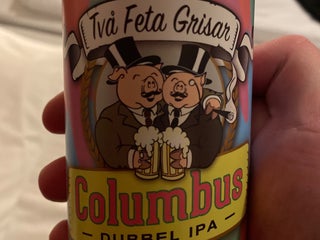 Två Feta Grisar
Columbus
– DUBBEL IPA –